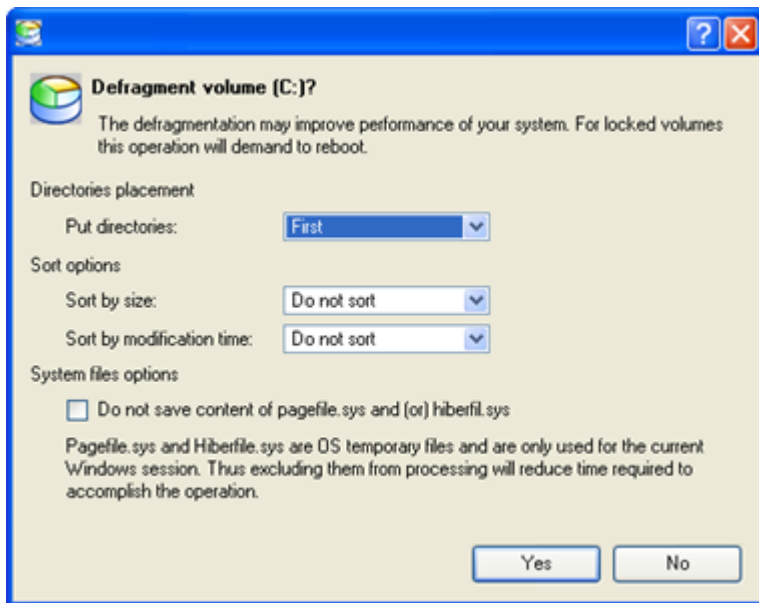 Defragment volume (C:)?
The defragmentation may improve performance of your system. For locked volumes
this operation will demand to reboot.
Directories placement
Put directories: First
Sort options
Sort by size: Do not sort
Sort by modification time: Do not sort
System files options
Do not save content of pagefile.sys and (or) hiberfil.sys
Pagefile.sys and Hiberfile.sys are OS temporary files and are only used for the current
Windows session. Thus excluding them from processing will reduce time required to
accomplish the operation.
Yes No